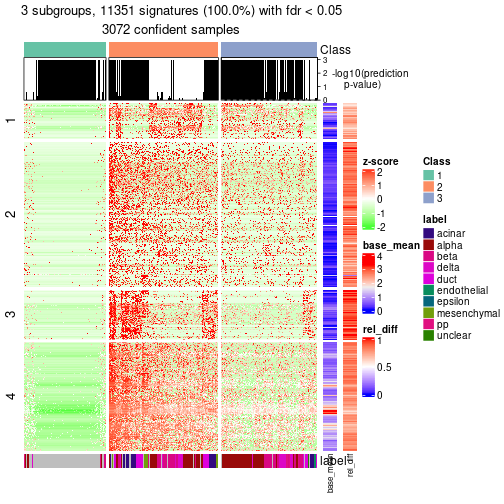 3 subgroups, 11351 signatures (100.0%) with fdr < 0.05
3072 confident samples
Class
3
2
1
0
-log10(prediction
p-value)
1
2
3
4
z-score
2
1
0
-1
-2
base_mean
4
3
2
1
0
rel_diff
1
0.5
0
Class
1
2
3
label
acinar
alpha
beta
delta
duct
endothelial
epsilon
mesenchymal
pp
unclear
label
base_mean
rel_diff